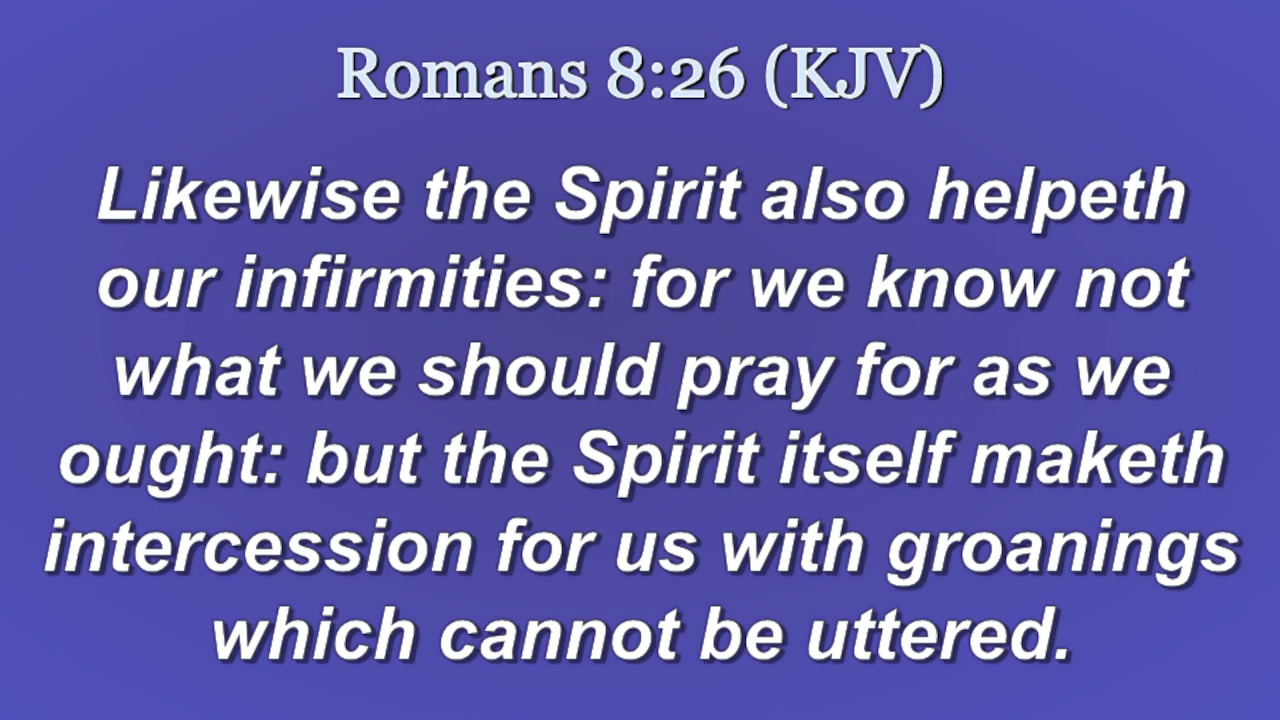 Romans 8:26 (KJV)
Likewise the Spirit also helpeth
our infirmities: for we know not
what we should pray for as we
ought: but the Spirit itself maketh
intercession for us with groanings
which cannot be uttered.